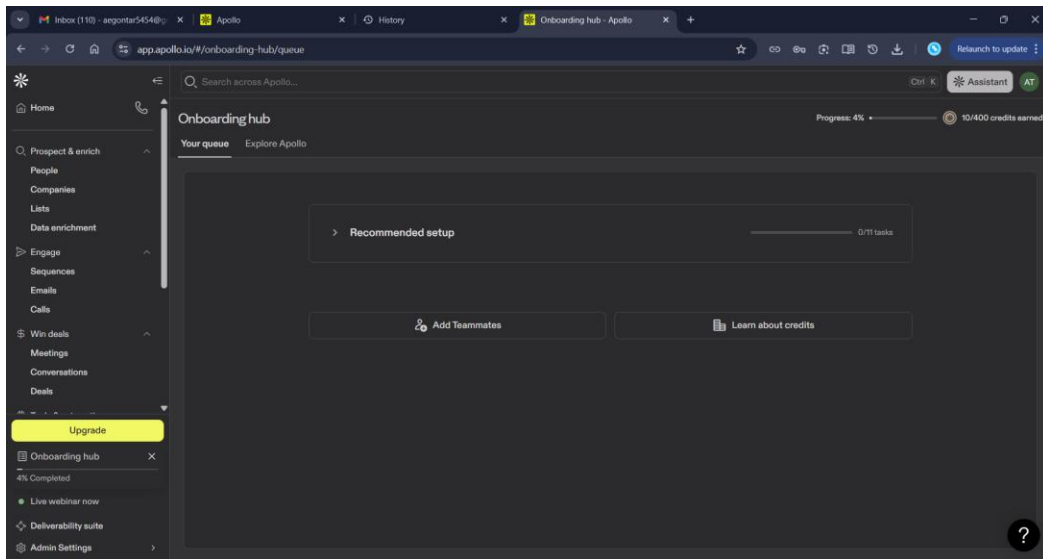 Inbox (110) - aegontar5454@g
Apollo
History
Onboarding hub - Apollo
app.apollo.io/#/onboarding-hub/queue
Relaunch to update
Search across Apollo...
Ctrl K
Assistant
AT
Home
Onboarding hub
Progress: 4%
10/400 credits earned
Your queue
Explore Apollo
Prospect & enrich
People
Companies
Lists
Data enrichment
Recommended setup
0/11 tasks
Engage
Sequences
Emails
Calls
Add Teammates
Learn about credits
$ Win deals
Meetings
Conversations
Deals
Upgrade
Onboarding hub
4% Completed
Live webinar now
Deliverability suite
Admin Settings
?